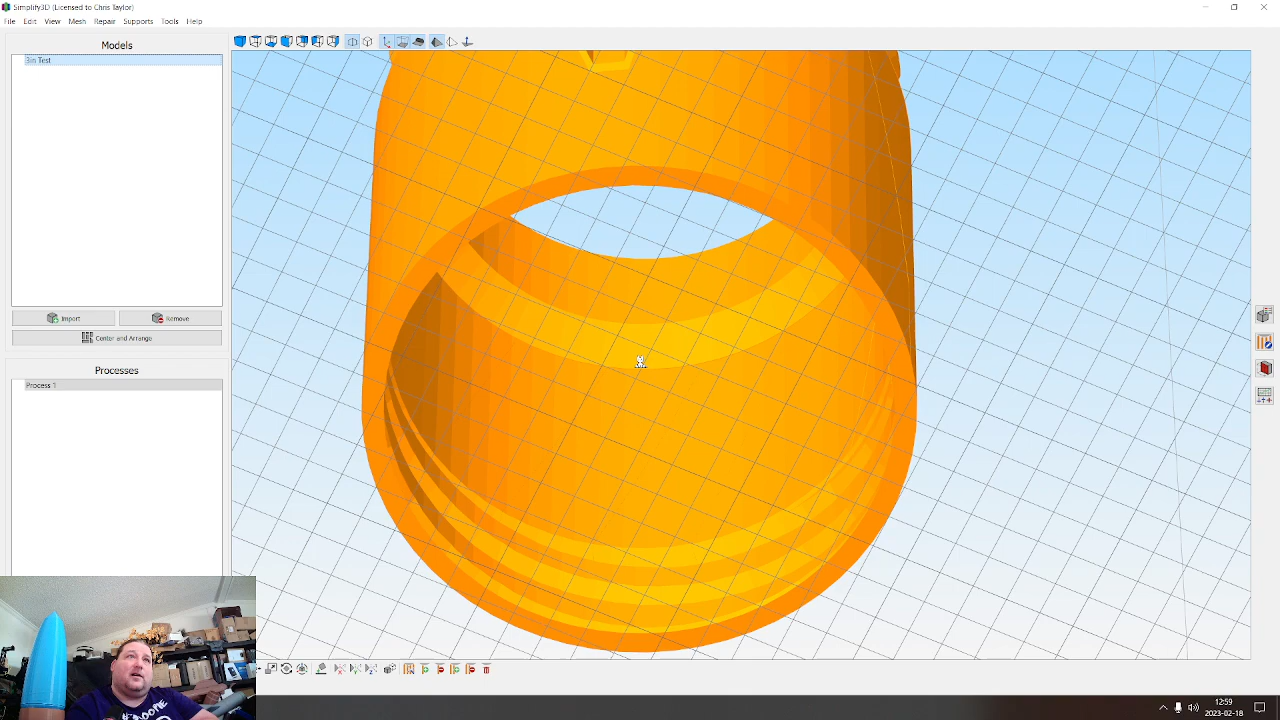 Simplify3D (Licensed to Chris Taylor)
File Edit View Mesh Repair Supports Tools Help
Models
3in Test
Import
Remove
Center and Arrange
Processes
Process 1
12:59
2023-02-18